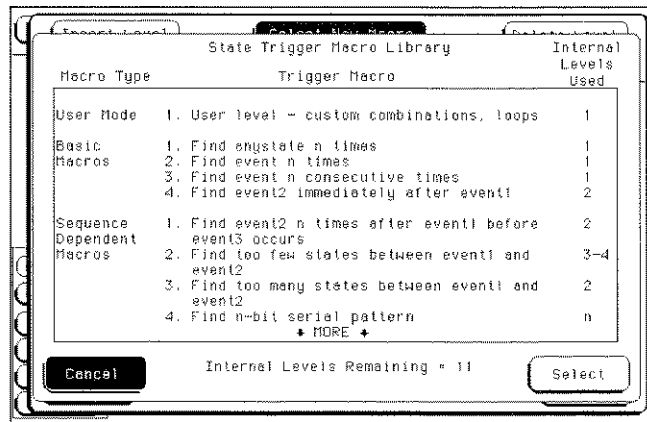 State Trigger Macro Library
Internal
Levels
Used
Macro Type
Trigger Macro
User Mode 1. User level - custom combinations, loops 1
Basic 1. Find anystate n times 1
Macros 2. Find event n times 1
3. Find event n consecutive times 1
4. Find event2 immediately after event1 2
Sequence 1. Find event2 n times after event1 before 2
Dependent event3 occurs
Macros 2. Find too few states between event1 and 3-4
event2
3. Find too many states between event1 and 2
event2
4. Find n-bit serial pattern n
↓ MORE ↓
Cancel
Internal Levels Remaining = 11
Select